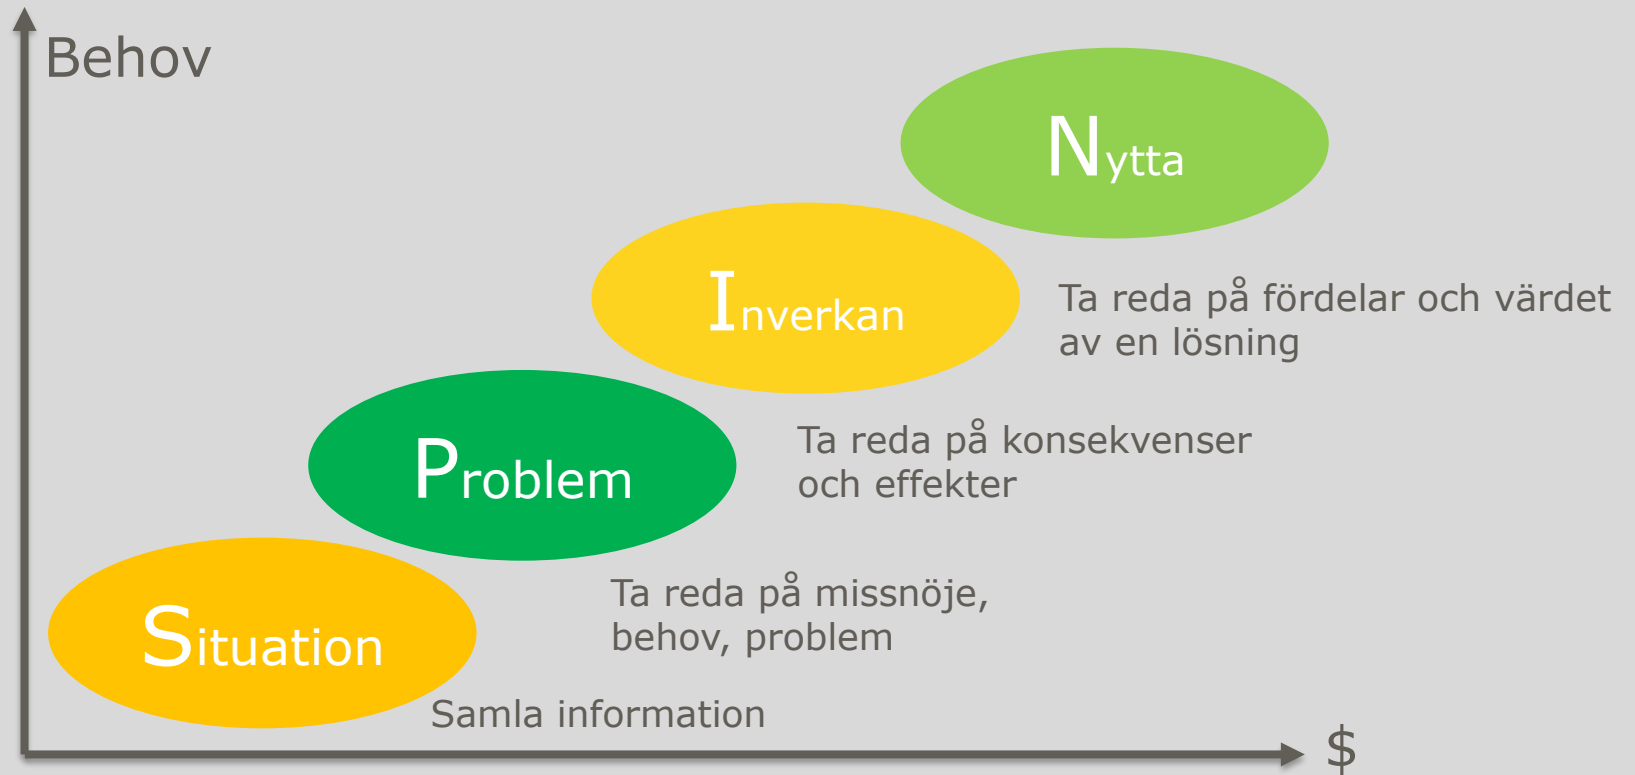 Behov
Nytta
Inverkan
Ta reda på fördelar och värdet
av en lösning
Problem
Ta reda på konsekvenser
och effekter
Situation
Ta reda på missnöje,
behov, problem
Samla information
$